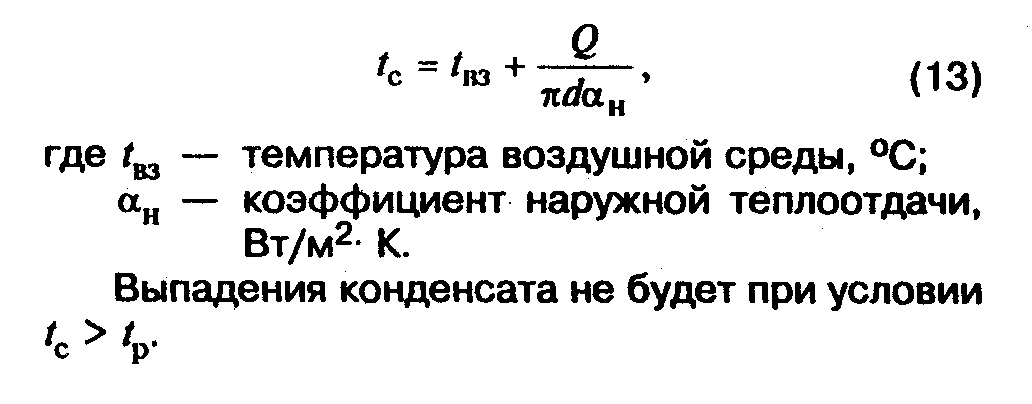 t_с = t_вз + Q / (πdα_н), (13)
где t_вз — температура воздушной среды, ⁰С;
α_н — коэффициент наружной теплоотдачи,
Вт/м²· К.
Выпадения конденсата не будет при условии
t_с > t_р.